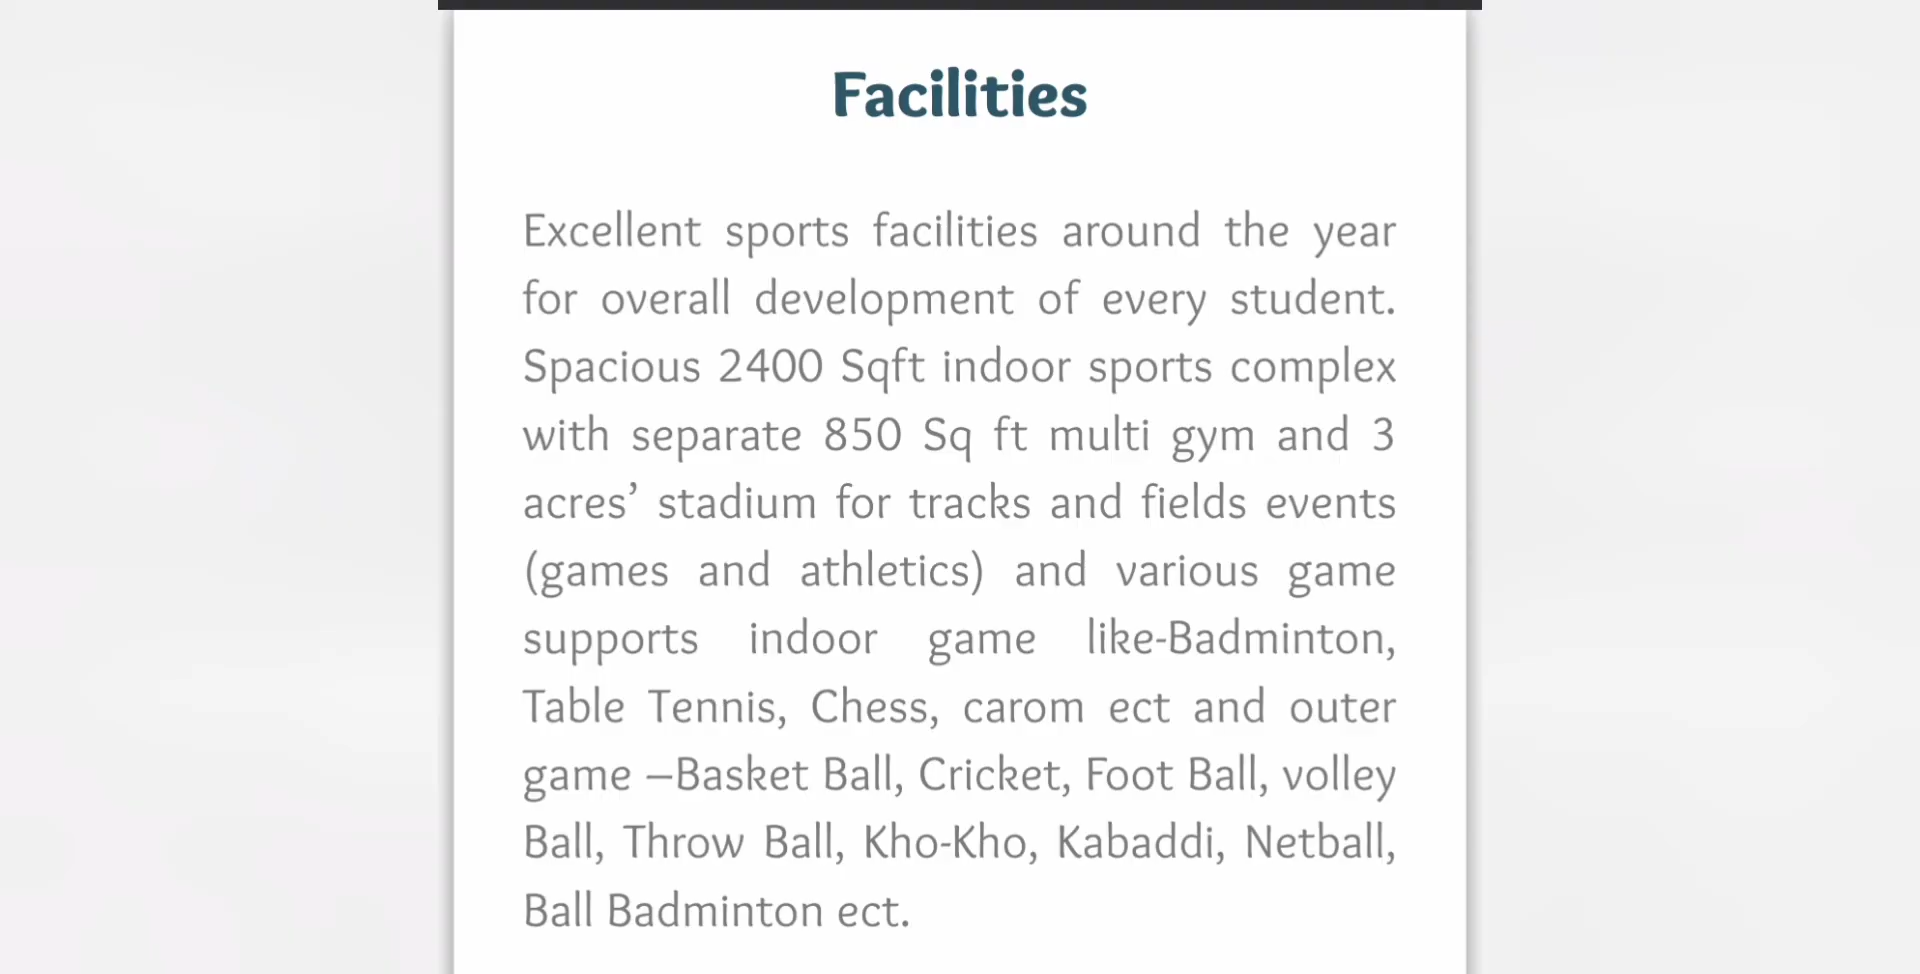 Facilities
Excellent sports facilities around the year
for overall development of every student.
Spacious 2400 Sqft indoor sports complex
with separate 850 Sq ft multi gym and 3
acres’ stadium for tracks and fields events
(games and athletics) and various game
supports indoor game like-Badminton,
Table Tennis, Chess, carom ect and outer
game –Basket Ball, Cricket, Foot Ball, volley
Ball, Throw Ball, Kho-Kho, Kabaddi, Netball,
Ball Badminton ect.